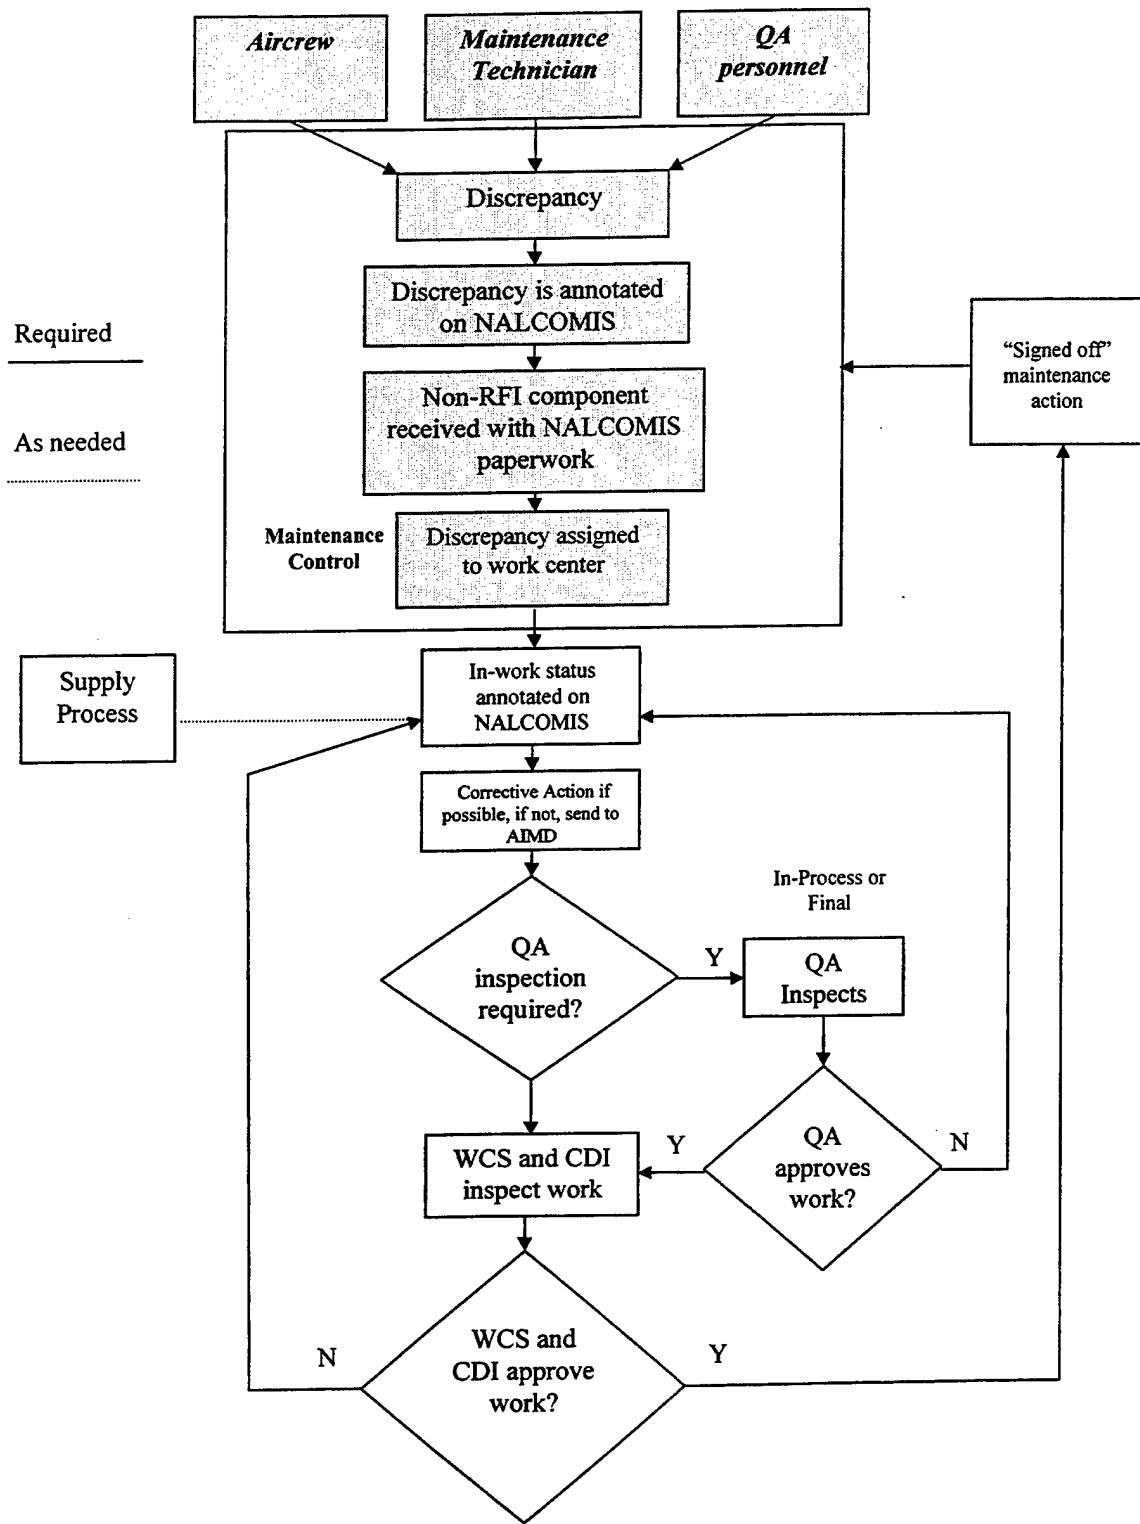 Aircrew
Maintenance
Technician
QA
personnel
Discrepancy
Discrepancy is annotated
on NALCOMIS
Required
"Signed off"
maintenance
action
Non-RFI component
received with NALCOMIS
paperwork
As needed
Maintenance
Control
Discrepancy assigned
to work center
Supply
Process
In-work status
annotated on
NALCOMIS
Corrective Action if
possible, if not, send to
AIMD
In-Process or
Final
QA
inspection
required?
Y
QA
Inspects
WCS and CDI
inspect work
Y
QA
approves
work?
N
N
WCS and
CDI approve
work?
Y